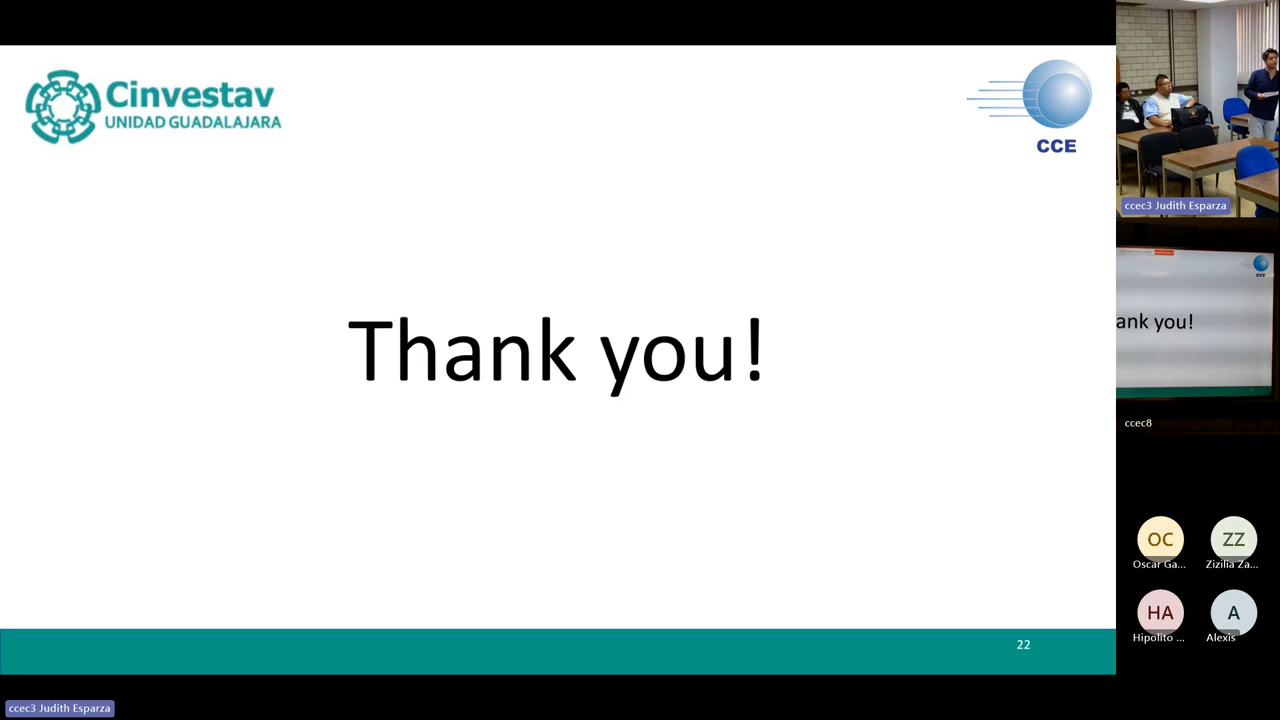 Cinvestav
UNIDAD GUADALAJARA
CCE
Thank you!
22
ccec3 Judith Esparza
ccec3 Judith Esparza
CCE
ank you!
ccec8
OC
ZZ
Oscar Ga...
Zizilia Za...
HA
A
Hipolito ...
Alexis